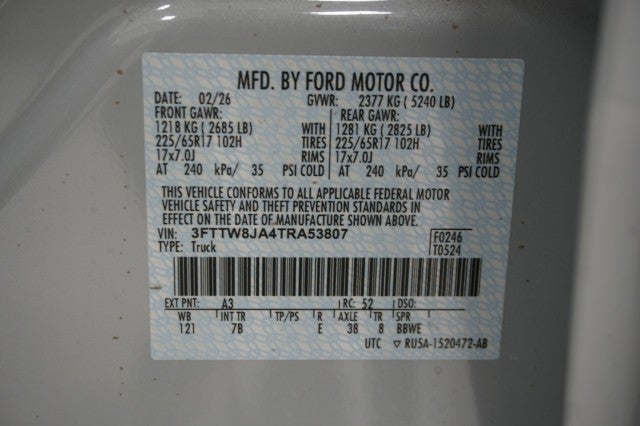 MFD. BY FORD MOTOR CO.
DATE: 02/26 GVWR: 2377 KG ( 5240 LB)
FRONT GAWR: REAR GAWR:
1218 KG ( 2685 LB) WITH 1281 KG ( 2825 LB) WITH
225/65R17 102H TIRES 225/65R17 102H TIRES
17x7.0J RIMS 17x7.0J RIMS
AT 240 kPa/ 35 PSI COLD AT 240 kPa/ 35 PSI COLD
THIS VEHICLE CONFORMS TO ALL APPLICABLE FEDERAL MOTOR
VEHICLE SAFETY AND THEFT PREVENTION STANDARDS IN
EFFECT ON THE DATE OF MANUFACTURE SHOWN ABOVE.
VIN: 3FTTW8JA4TRA53807 F0246
TYPE: Truck T0524
EXT PNT: A3 RC: 52 DSO:
WB INT TR TP/PS R AXLE TR SPR
121 7B E 38 8 BBWE
UTC ▽ RU5A-1520472-AB